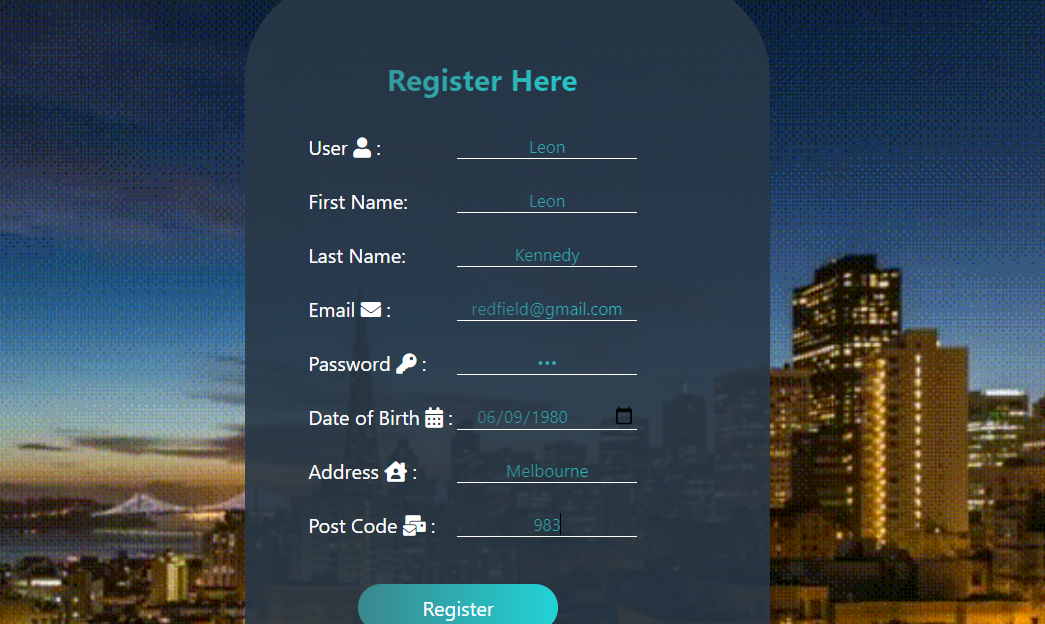 Register Here
User : Leon
First Name: Leon
Last Name: Kennedy
Email : redfield@gmail.com
Password : •••
Date of Birth : 06/09/1980
Address : Melbourne
Post Code : 983
Register